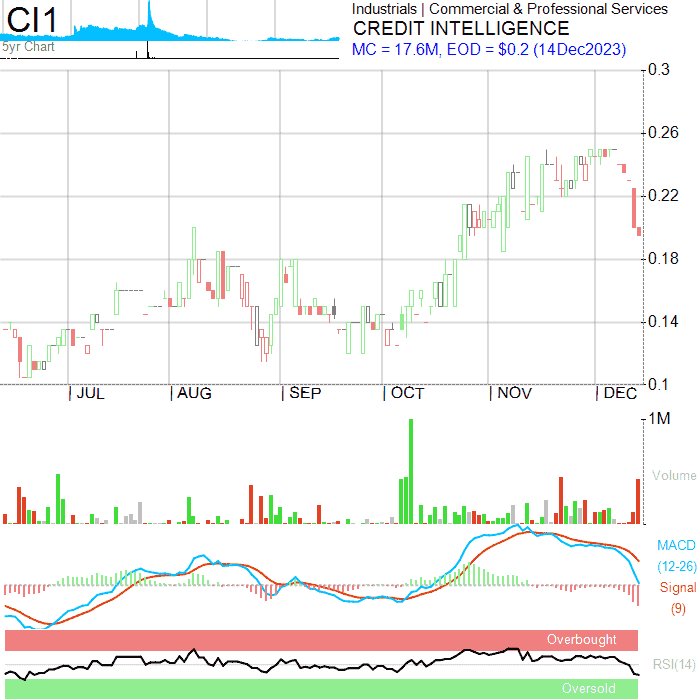 CI1
5yr Chart
Industrials | Commercial & Professional Services
CREDIT INTELLIGENCE
MC = 17.6M, EOD = $0.2 (14Dec2023)
0.3
0.26
0.22
0.18
0.14
0.1
JUL AUG SEP OCT NOV DEC
1M
Volume
MACD
(12-26)
Signal
(9)
Overbought
RSI(14)
Oversold